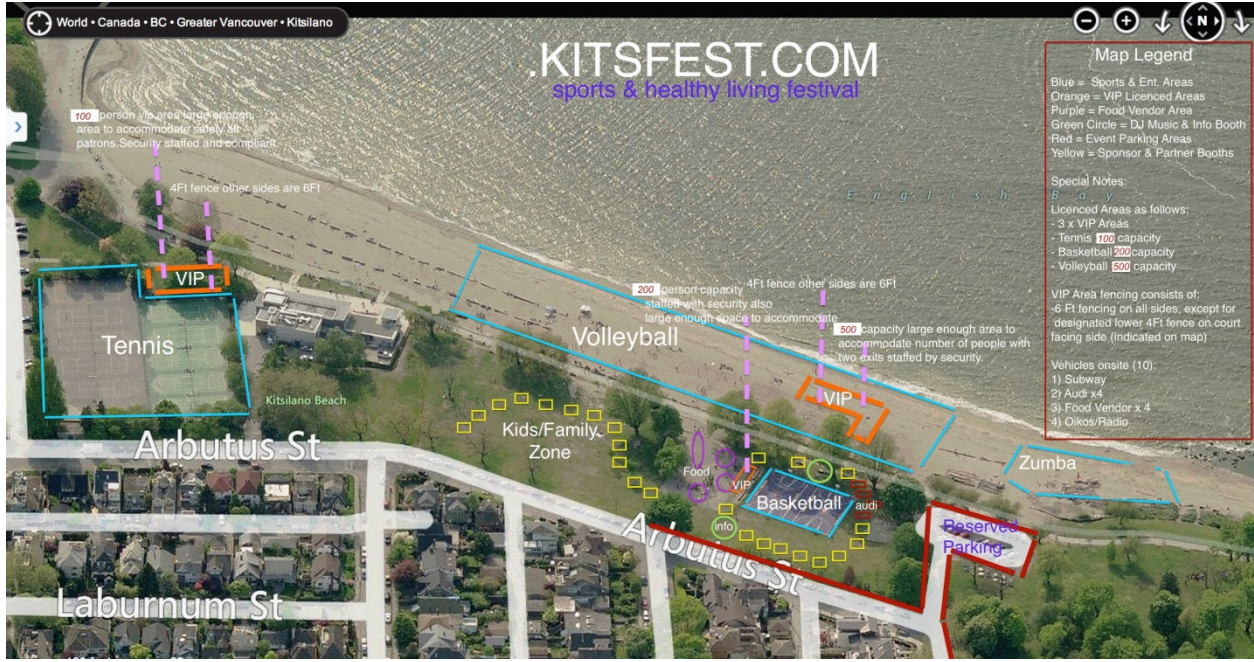 World • Canada • BC • Greater Vancouver • Kitsilano
N
.KITSFEST.COM
sports & healthy living festival
Map Legend
Blue = Sports & Ent. Areas
Orange = VIP Licenced Areas
Purple = Food Vendor Area
Green Circle = DJ Music & Info Booth
Red = Event Parking Areas
Yellow = Sponsor & Partner Booths
Special Notes:
Licenced Areas as follows:
- 3 x VIP Areas
- Tennis 100 capacity
- Basketball 200 capacity
- Volleyball 500 capacity
VIP Area fencing consists of:
-6 Ft fencing on all sides, except for
designated lower 4Ft fence on court
facing side (indicated on map)
Vehicles onsite (10):
1) Subway
2) Audi x4
3) Food Vendor x 4
4) Oikos/Radio
English Bay
100 person vip area large enough
area to accommodate safely all
patrons.Security staffed and compliant.
4Ft fence other sides are 6Ft
VIP
Tennis
200 person capacity
staffed with security also
large enough space to accommodate
4Ft fence other sides are 6Ft
500 capacity large enough area to
accommodate number of people with
two exits staffed by security.
Volleyball
VIP
Kitsilano Beach
Kids/Family
Zone
Zumba
Food
VIP
Basketball
audi
info
Reserved
Parking
Arbutus St
Arbutus St
Laburnum St